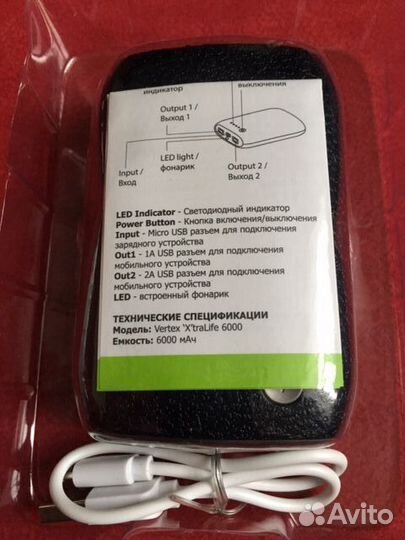 индикатор
выключения
Output 1 /
Выход 1
LED light /
фонарик
Input /
Вход
Output 2 /
Выход 2
LED Indicator - Светодиодный индикатор
Power Button - Кнопка включения/выключения
Input - Micro USB разъем для подключения
зарядного устройства
Out1 - 1A USB разъем для подключения
мобильного устройства
Out2 - 2A USB разъем для подключения
мобильного устройства
LED - встроенный фонарик
ТЕХНИЧЕСКИЕ СПЕЦИФИКАЦИИ
Модель: Vertex 'X'traLife 6000
Емкость: 6000 мАч
Avito